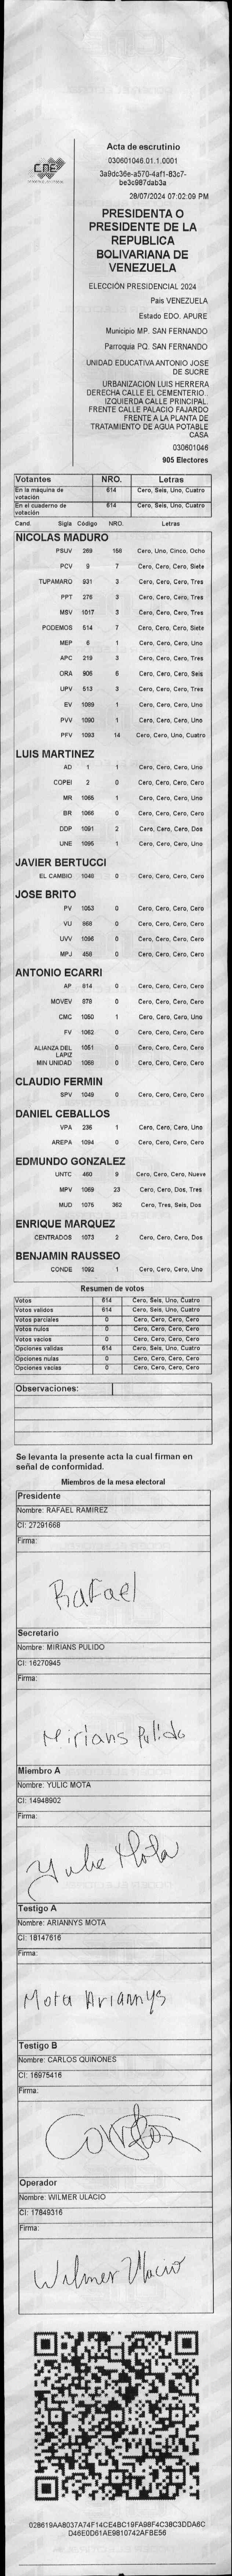 CNE
Acta de escrutinio
030601046.01.1.0001
3a9dc36e-a570-4af1-83c7-
be3c987dab3a
28/07/2024 07:02:09 PM
PRESIDENTA O
PRESIDENTE DE LA
REPUBLICA
BOLIVARIANA DE
VENEZUELA
ELECCIÓN PRESIDENCIAL 2024
País VENEZUELA
Estado EDO. APURE
Municipio MP. SAN FERNANDO
Parroquia PQ. SAN FERNANDO
UNIDAD EDUCATIVA ANTONIO JOSE
DE SUCRE
URBANIZACION LUIS HERRERA
DERECHA CALLE EL CEMENTERIO .
IZQUIERDA CALLE PRINCIPAL.
FRENTE CALLE PALACIO FAJARDO
FRENTE A LA PLANTA DE
TRATAMIENTO DE AGUA POTABLE
CASA
030601046
905 Electores
Votantes NRO. Letras
En la máquina de votación 614 Cero, Seis, Uno, Cuatro
En el cuaderno de votación 614 Cero, Seis, Uno, Cuatro
Cand. Sigla Código NRO. Letras
NICOLAS MADURO
PSUV 269 158 Cero, Uno, Cinco, Ocho
PCV 9 7 Cero, Cero, Cero, Siete
TUPAMARO 931 3 Cero, Cero, Cero, Tres
PPT 276 3 Cero, Cero, Cero, Tres
MSV 1017 3 Cero, Cero, Cero, Tres
PODEMOS 514 7 Cero, Cero, Cero, Siete
MEP 6 1 Cero, Cero, Cero, Uno
APC 219 3 Cero, Cero, Cero, Tres
ORA 906 6 Cero, Cero, Cero, Seis
UPV 513 3 Cero, Cero, Cero, Tres
EV 1089 1 Cero, Cero, Cero, Uno
PVV 1090 1 Cero, Cero, Cero, Uno
PFV 1093 14 Cero, Cero, Uno, Cuatro
LUIS MARTINEZ
AD 1 1 Cero, Cero, Cero, Uno
COPEI 2 0 Cero, Cero, Cero, Cero
MR 1065 1 Cero, Cero, Cero, Uno
BR 1066 0 Cero, Cero, Cero, Cero
DDP 1091 2 Cero, Cero, Cero, Dos
UNE 1095 1 Cero, Cero, Cero, Uno
JAVIER BERTUCCI
EL CAMBIO 1048 0 Cero, Cero, Cero, Cero
JOSE BRITO
PV 1053 0 Cero, Cero, Cero, Cero
VU 868 0 Cero, Cero, Cero, Cero
UVV 1096 0 Cero, Cero, Cero, Cero
MPJ 458 0 Cero, Cero, Cero, Cero
ANTONIO ECARRI
AP 814 0 Cero, Cero, Cero, Cero
MOVEV 879 0 Cero, Cero, Cero, Cero
CMC 1050 1 Cero, Cero, Cero, Uno
FV 1062 0 Cero, Cero, Cero, Cero
ALIANZA DEL LAPIZ 1051 0 Cero, Cero, Cero, Cero
MIN UNIDAD 1068 0 Cero, Cero, Cero, Cero
CLAUDIO FERMIN
SPV 1049 0 Cero, Cero, Cero, Cero
DANIEL CEBALLOS
VPA 236 1 Cero, Cero, Cero, Uno
AREPA 1094 0 Cero, Cero, Cero, Cero
EDMUNDO GONZALEZ
UNTC 460 9 Cero, Cero, Cero, Nueve
MPV 1069 23 Cero, Cero, Dos, Tres
MUD 1075 362 Cero, Tres, Seis, Dos
ENRIQUE MARQUEZ
CENTRADOS 1073 2 Cero, Cero, Cero, Dos
BENJAMIN RAUSSEO
CONDE 1092 1 Cero, Cero, Cero, Uno
Resumen de votos
Votos 614 Cero, Seis, Uno, Cuatro
Votos validos 614 Cero, Seis, Uno, Cuatro
Votos parciales 0 Cero, Cero, Cero, Cero
Votos nulos 0 Cero, Cero, Cero, Cero
Votos vacios 0 Cero, Cero, Cero, Cero
Opciones validas 614 Cero, Seis, Uno, Cuatro
Opciones nulas 0 Cero, Cero, Cero, Cero
Opciones vacias 0 Cero, Cero, Cero, Cero
Observaciones:
Se levanta la presente acta la cual firman en
señal de conformidad.
Miembros de la mesa electoral
Presidente
Nombre: RAFAEL RAMIREZ
CI: 27291668
Firma:
Rafael
Secretario
Nombre: MIRIANS PULIDO
CI: 16270945
Firma:
Mirians Pulido
Miembro A
Nombre: YULIC MOTA
CI: 14948902
Firma:
Yulic Mota
Testigo A
Nombre: ARIANNYS MOTA
CI: 18147616
Firma:
Mota Ariannys
Testigo B
Nombre: CARLOS QUINONES
CI: 16975416
Firma:
Carlos
Operador
Nombre: WILMER ULACIO
CI: 17849316
Firma:
Wilmer Ulacio
028619AA8037A74F14CE4BC19FA98F4C38C3DDA6C
D46E0D61AE9810742AFBE56